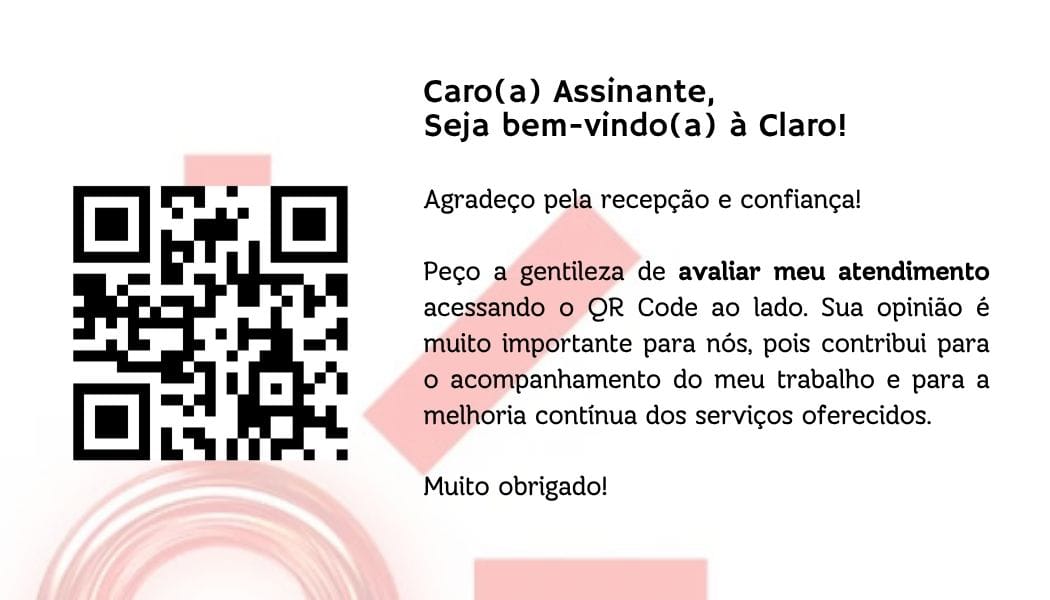 Caro(a) Assinante,
Seja bem-vindo(a) à Claro!
Agradeço pela recepção e confiança!
Peço a gentileza de avaliar meu atendimento
acessando o QR Code ao lado. Sua opinião é
muito importante para nós, pois contribui para
o acompanhamento do meu trabalho e para a
melhoria contínua dos serviços oferecidos.
Muito obrigado!